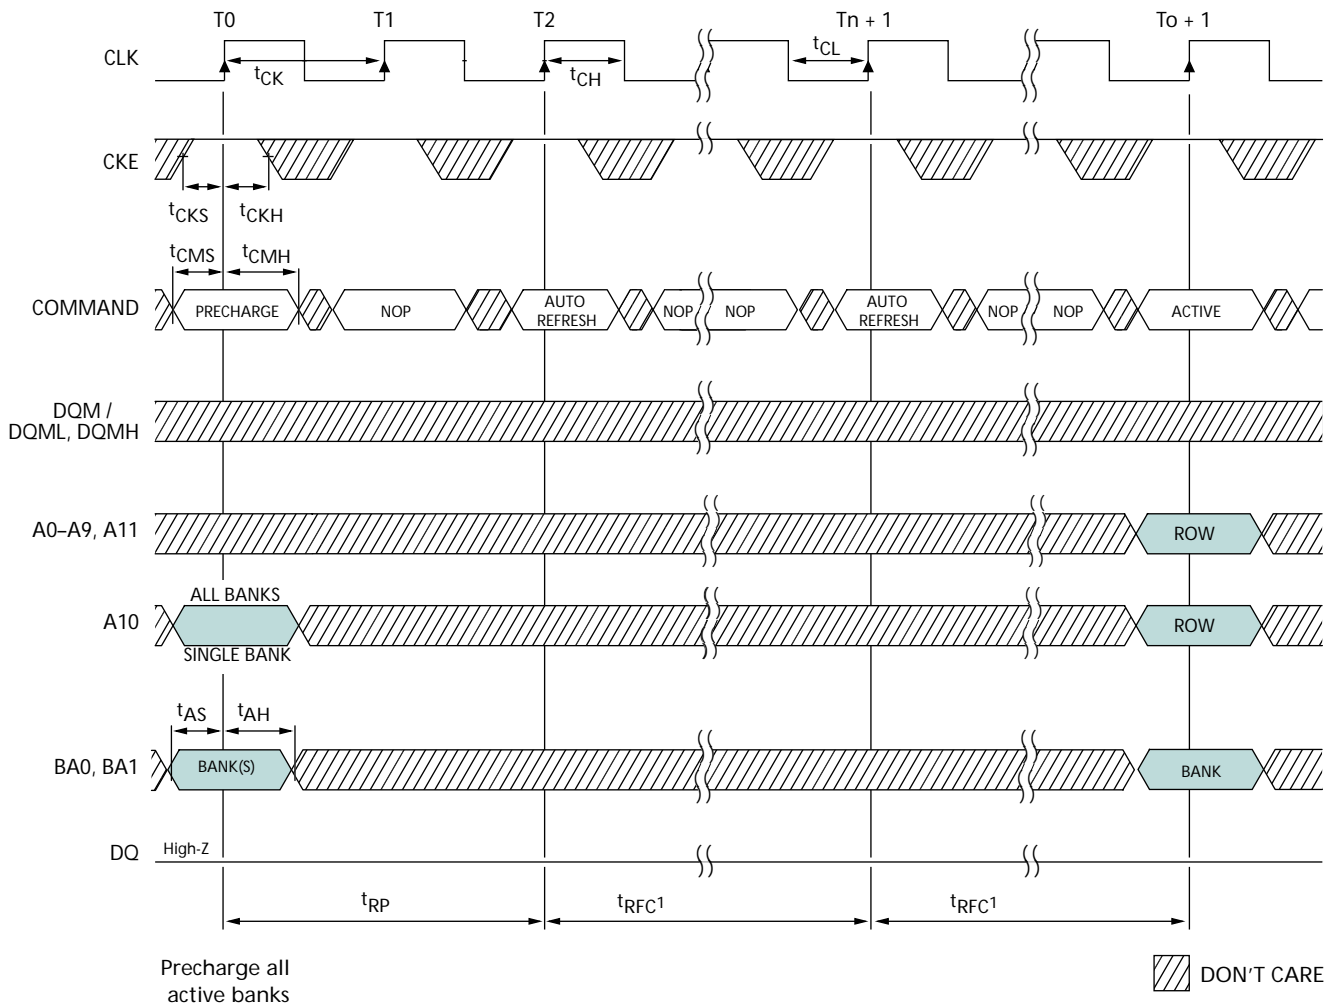 T0 T1 T2 Tn + 1 To + 1
CLK
tCK tCH tCL
CKE
tCKS tCKH
tCMS tCMH
COMMAND PRECHARGE NOP AUTO REFRESH NOP NOP AUTO REFRESH NOP NOP ACTIVE
DQM /
DQML, DQMH
A0–A9, A11 ROW
ALL BANKS
A10 ROW
SINGLE BANK
tAS tAH
BA0, BA1 BANK(S) BANK
DQ High-Z
tRP tRFC1 tRFC1
Precharge all
active banks
DON'T CARE